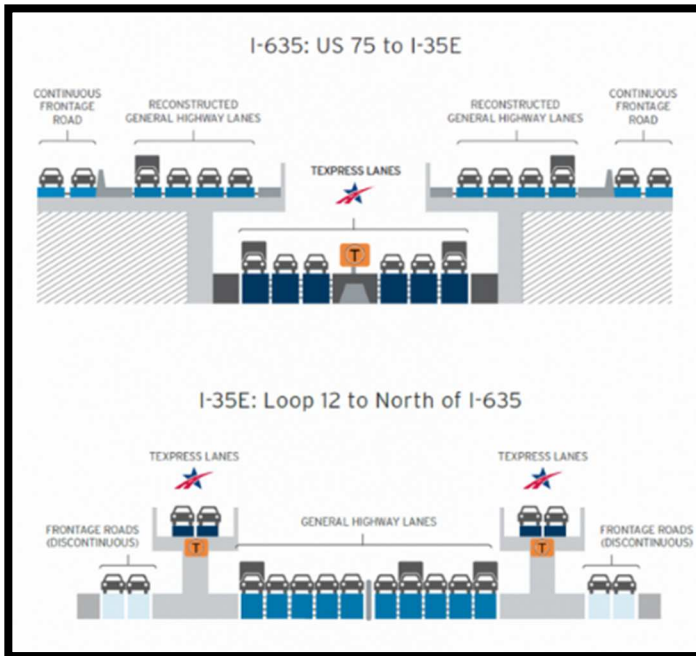 I-635: US 75 to I-35E
CONTINUOUS
FRONTAGE
ROAD
RECONSTRUCTED
GENERAL HIGHWAY LANES
TEXPRESS LANES
RECONSTRUCTED
GENERAL HIGHWAY LANES
CONTINUOUS
FRONTAGE
ROAD
T
I-35E: Loop 12 to North of I-635
TEXPRESS LANES
TEXPRESS LANES
FRONTAGE ROADS
(DISCONTINUOUS)
GENERAL HIGHWAY LANES
FRONTAGE ROADS
(DISCONTINUOUS)
T
T